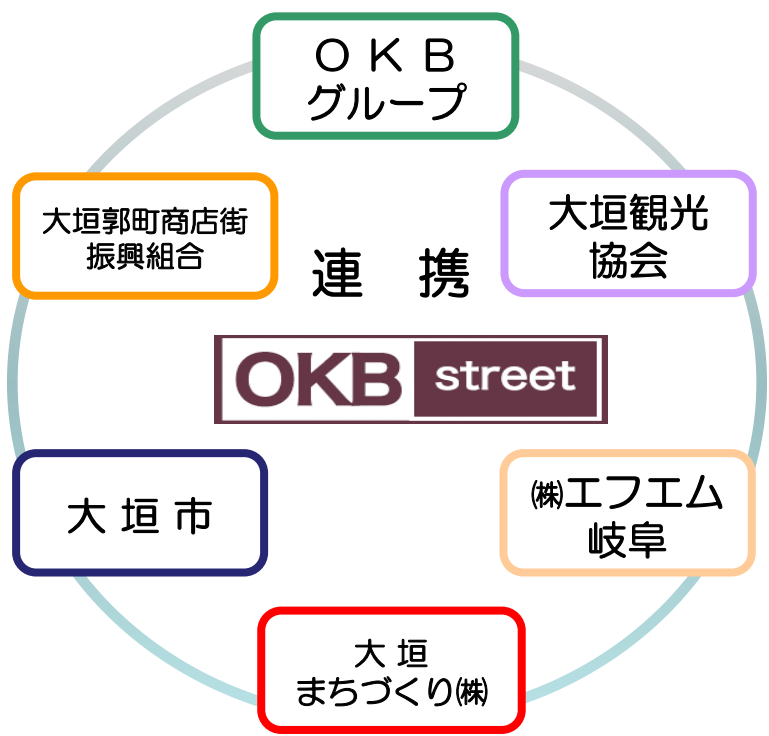 OKB
グループ
大垣郭町商店街
振興組合
大垣観光
協会
連 携
OKB street
大垣市
㈱エフエム
岐阜
大垣
まちづくり㈱